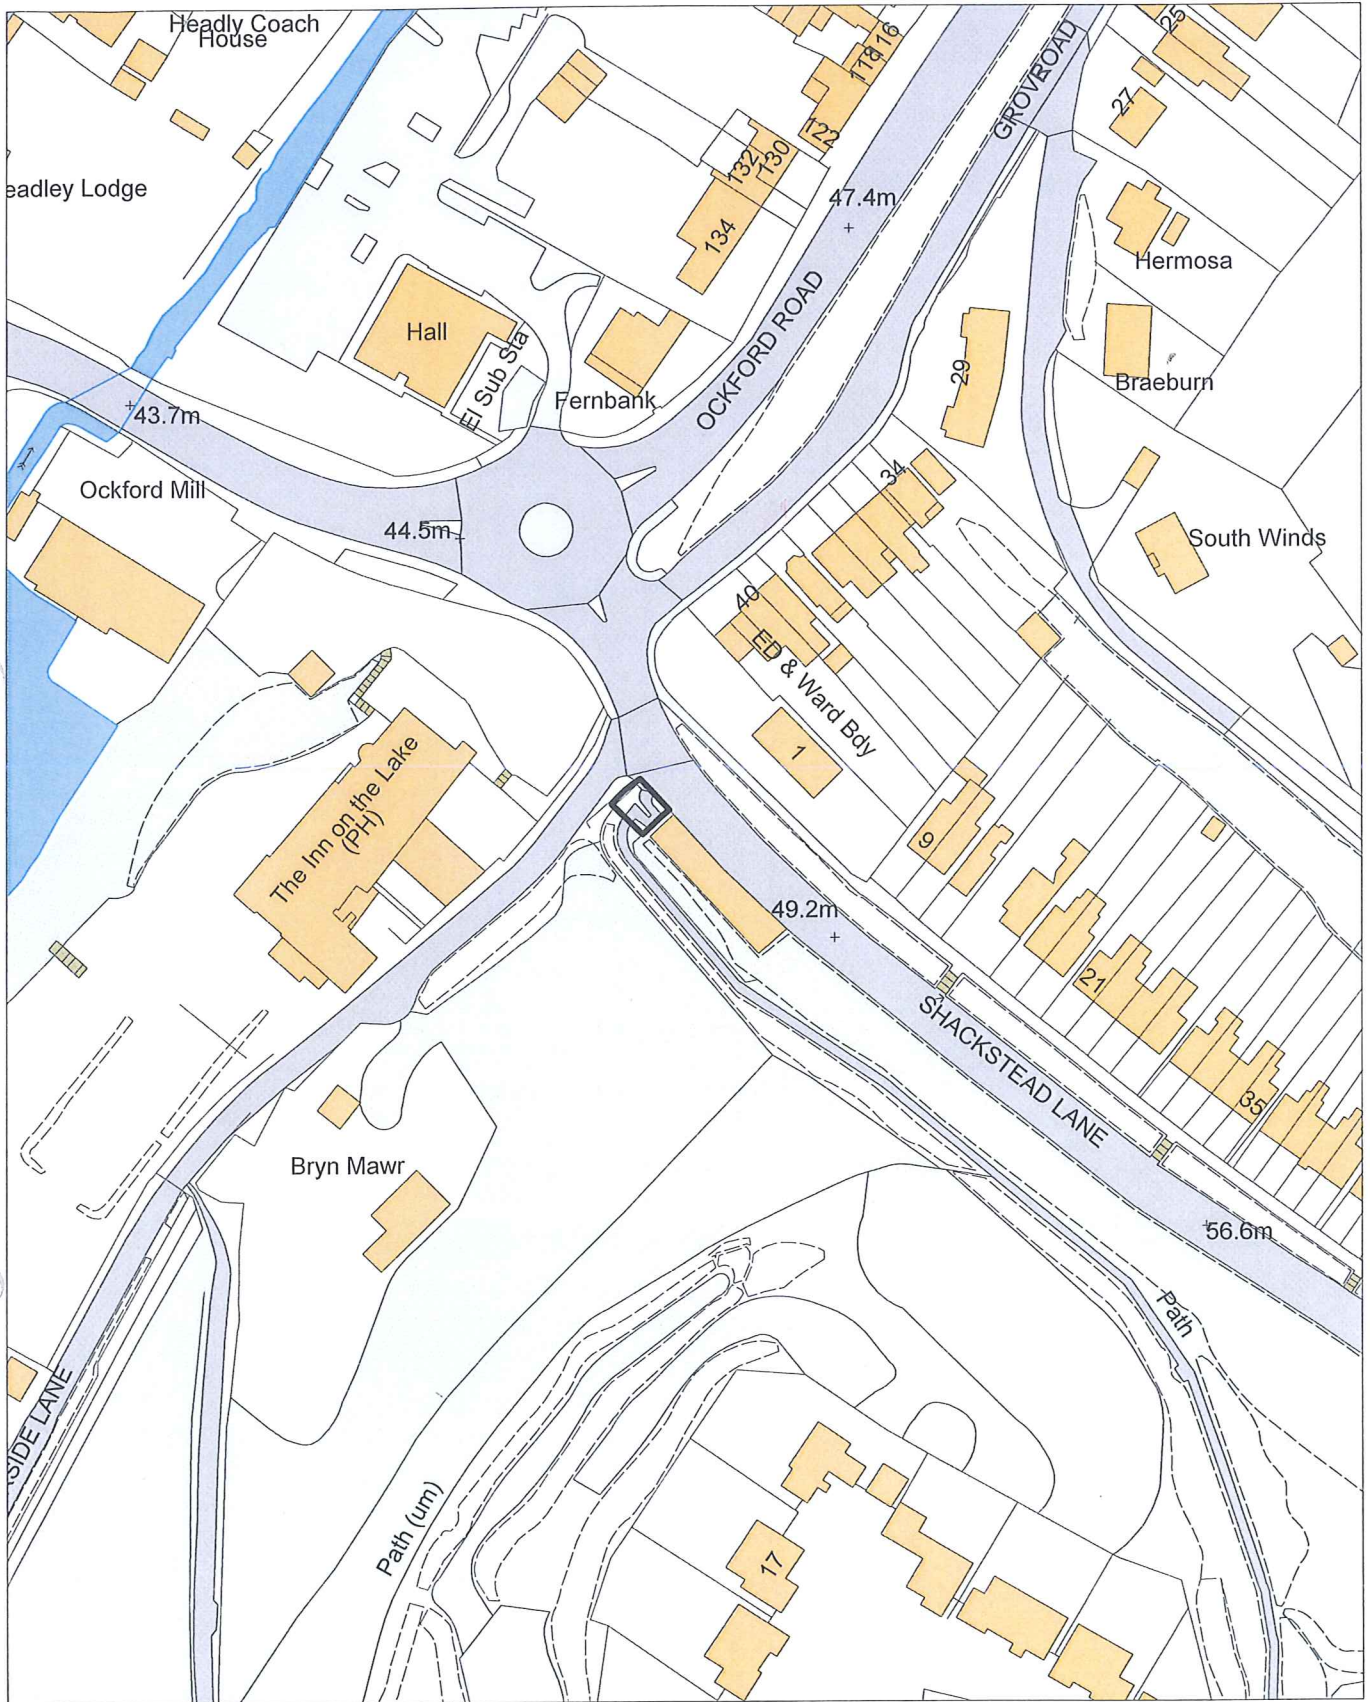 Headly Coach
House
25
116
118
GROVE ROAD
27
122
130
132
eadley Lodge
47.4m
134
Hermosa
OCKFORD ROAD
Hall
El Sub Sta
29
Braeburn
Fernbank
43.7m
34
Ockford Mill
44.5m
South Winds
40
ED & Ward Bdy
1
The Inn on the Lake
(PH)
9
49.2m
21
SHACKSTEAD LANE
35
Bryn Mawr
56.6m
Path
SIDE LANE
Path (um)
17